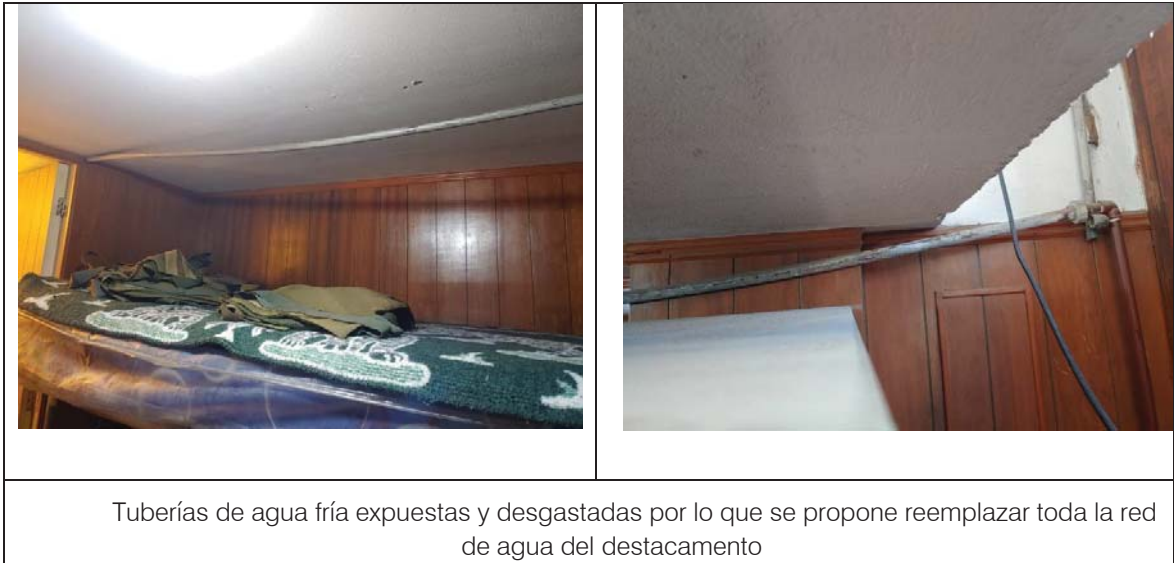 Tuberías de agua fría expuestas y desgastadas por lo que se propone reemplazar toda la red
de agua del destacamento